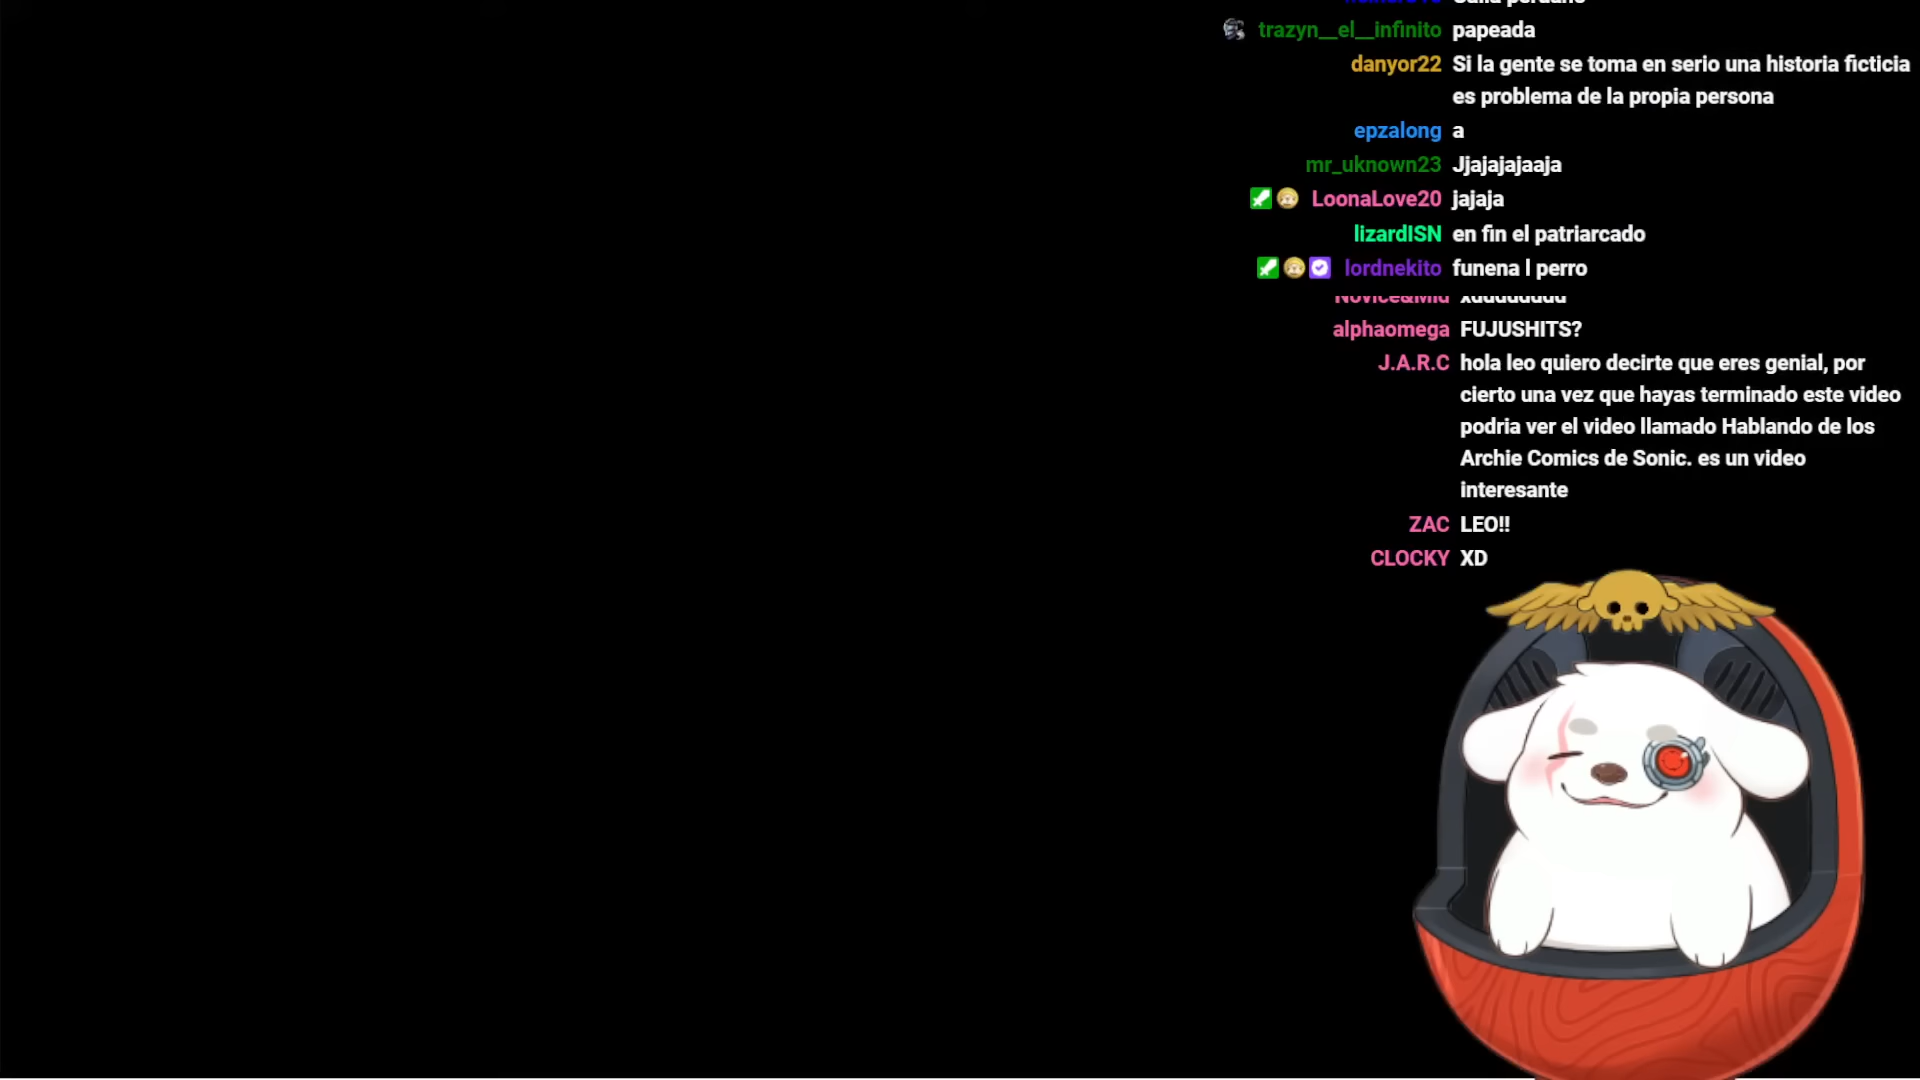 trazyn__el__infinito papeada
danyor22 Si la gente se toma en serio una historia ficticia
es problema de la propia persona
epzalong a
mr_uknown23 Jjajajajaaja
LoonaLove20 jajaja
lizardISN en fin el patriarcado
lordnekito funena l perro
alphaomega FUJUSHITS?
J.A.R.C hola leo quiero decirte que eres genial, por
cierto una vez que hayas terminado este video
podria ver el video llamado Hablando de los
Archie Comics de Sonic. es un video
interesante
ZAC LEO!!
CLOCKY XD